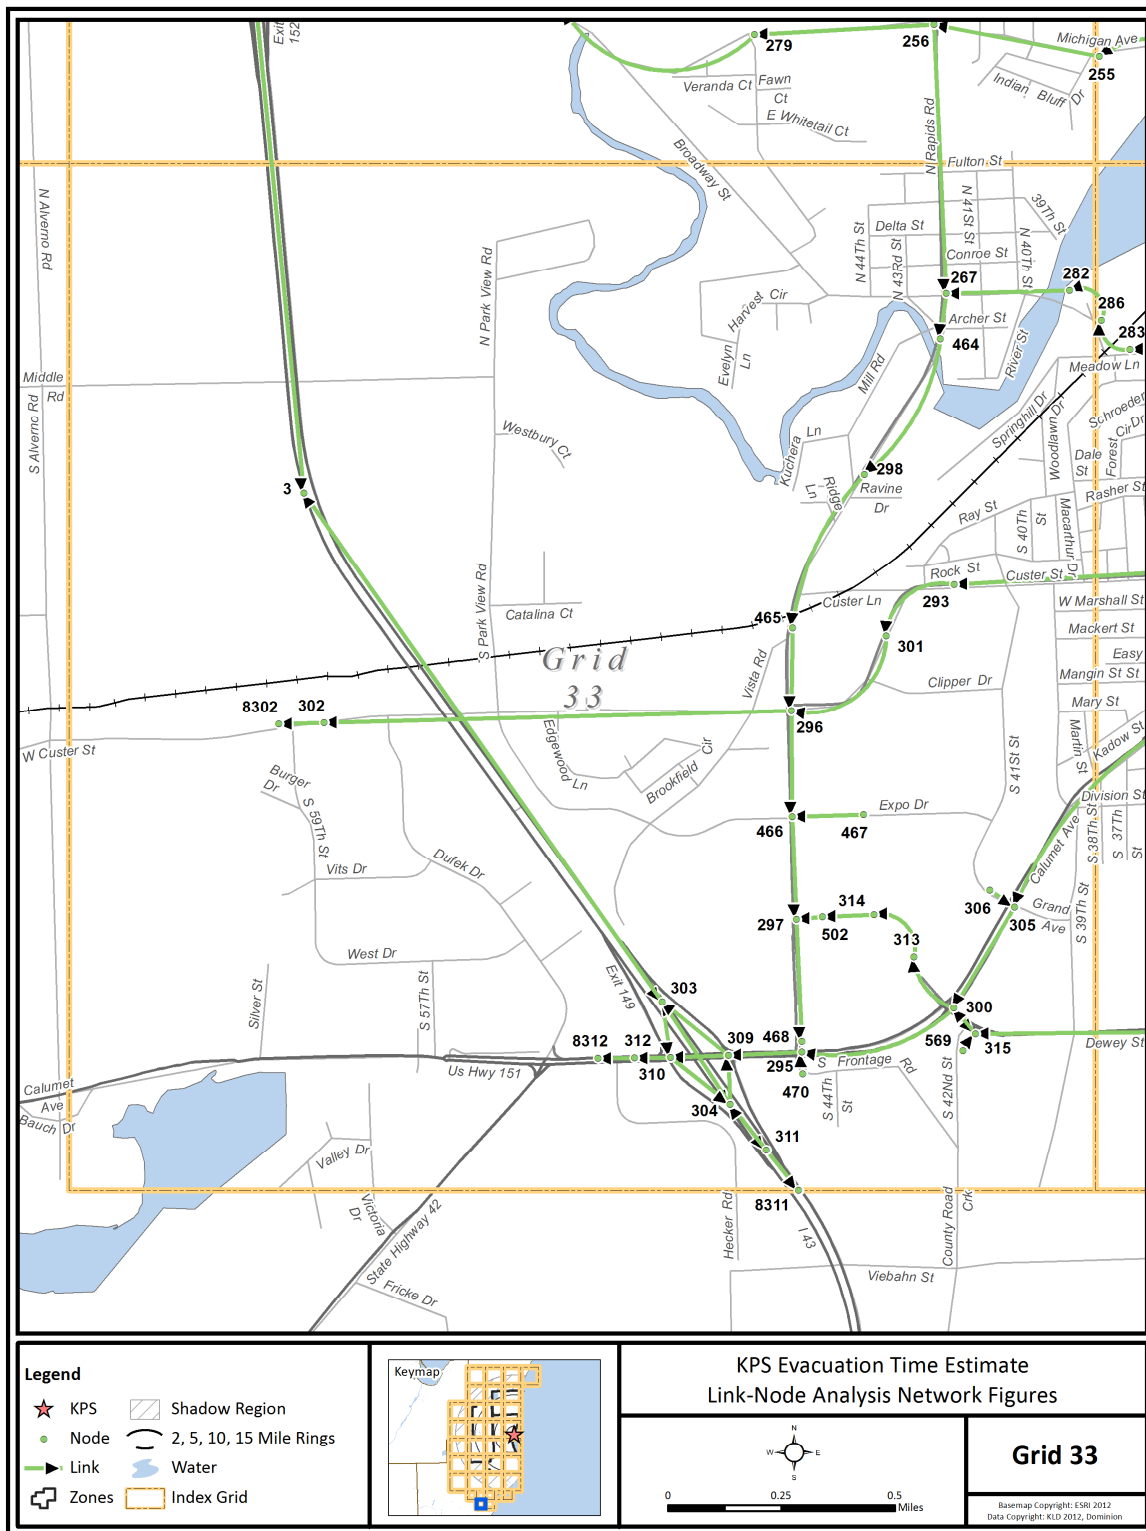 Exit
152
279
256
Michigan Ave
255
Veranda Ct
Fawn
Ct
Indian Bluff Dr
E Whitetail Ct
N Rapids Rd
Broadway St
Fulton St
N Alverno Rd
N 41St St
39Th St
N 44Th St
Delta St
N 43Rd St
N 40Th St
Conroe St
N Park View Rd
267
282
Harvest Cir
286
Archer St
283
464
Evelyn
Ln
River St
Meadow Ln
Middle
Rd
Mill Rd
S Alverno Rd
Springhill Dr
Woodlawn Dr
Schroeder
Dr
Cir
Forest
Westbury Ct
Kuchera
Ln
Dale
St
298
3
Ridge
Ln
Ravine
Dr
Rasher St
Macarthur Dr
Ray St
S 40Th
St
Rock St
Custer St
S Park View Rd
293
Catalina Ct
Custer Ln
W Marshall St
465
Mackert St
301
Easy
Grid
33
Vista Rd
Clipper Dr
Mangin St St
Mary St
8302
302
296
W Custer St
Edgewood Ln
Cir
Brookfield
S 41St St
Martin St
Kadow St
Burger
Dr
S 59Th St
Division St
Expo Dr
466
467
S 38Th St
S 37Th
St
Calumet Ave
Vits Dr
Dufek Dr
306
314
Grand
Ave
305
297
502
313
S 39Th St
West Dr
Exit 149
303
Silver St
S 57Th St
300
8312
312
309
468
569
315
Dewey St
310
295
S Frontage Rd
Us Hwy 151
470
Calumet
Ave
304
S 44Th
St
S 42Nd St
Bauch Dr
311
Valley Dr
8311
Victoria
Dr
State Highway 42
Hecker Rd
I 43
County Road
Crk
Fricke Dr
Viebahn St
Legend
KPS
Shadow Region
Node
2, 5, 10, 15 Mile Rings
Link
Water
Zones
Index Grid
Keymap
KPS Evacuation Time Estimate
Link-Node Analysis Network Figures
N
W
E
S
0
0.25
0.5
Miles
Grid 33
Basemap Copyright: ESRI 2012
Data Copyright: KLD 2012, Dominion